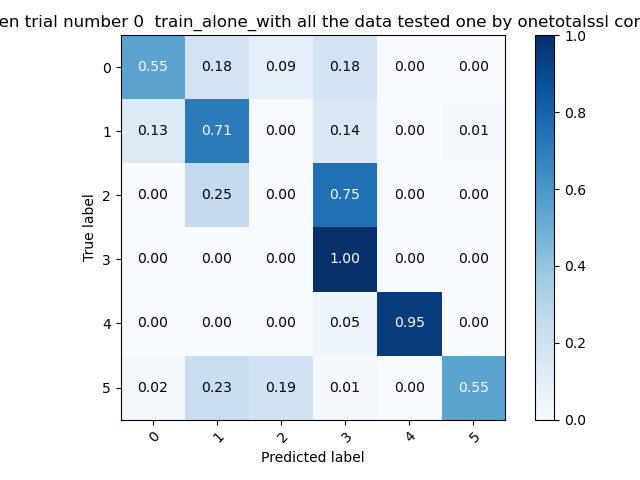 en trial number 0 train_alone_with all the data tested one by onetotalssl con
0 0.55 0.18 0.09 0.18 0.00 0.00
1 0.13 0.71 0.00 0.14 0.00 0.01
2 0.00 0.25 0.00 0.75 0.00 0.00
3 0.00 0.00 0.00 1.00 0.00 0.00
4 0.00 0.00 0.00 0.05 0.95 0.00
5 0.02 0.23 0.19 0.01 0.00 0.55
0 1 2 3 4 5
True label
Predicted label
1.0
0.8
0.6
0.4
0.2
0.0